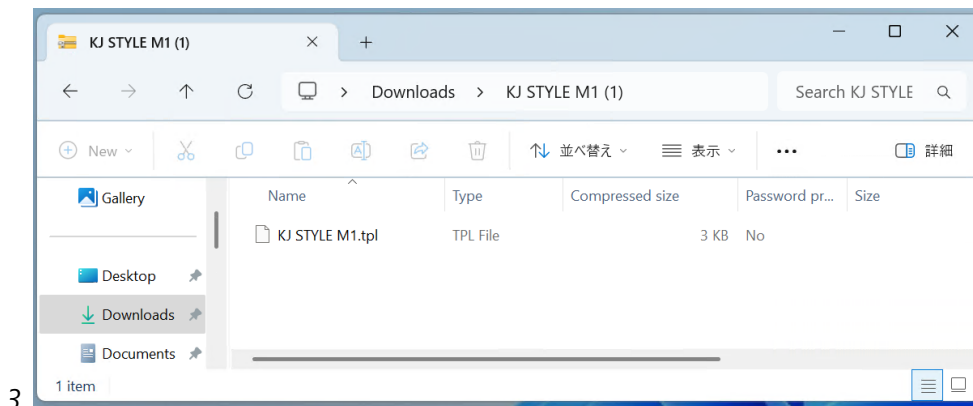 KJ STYLE M1 (1)
Downloads > KJ STYLE M1 (1)
Search KJ STYLE
New
並べ替え
表示
詳細
Gallery
Desktop
Downloads
Documents
Name Type Compressed size Password pr... Size
KJ STYLE M1.tpl TPL File 3 KB No
1 item
3